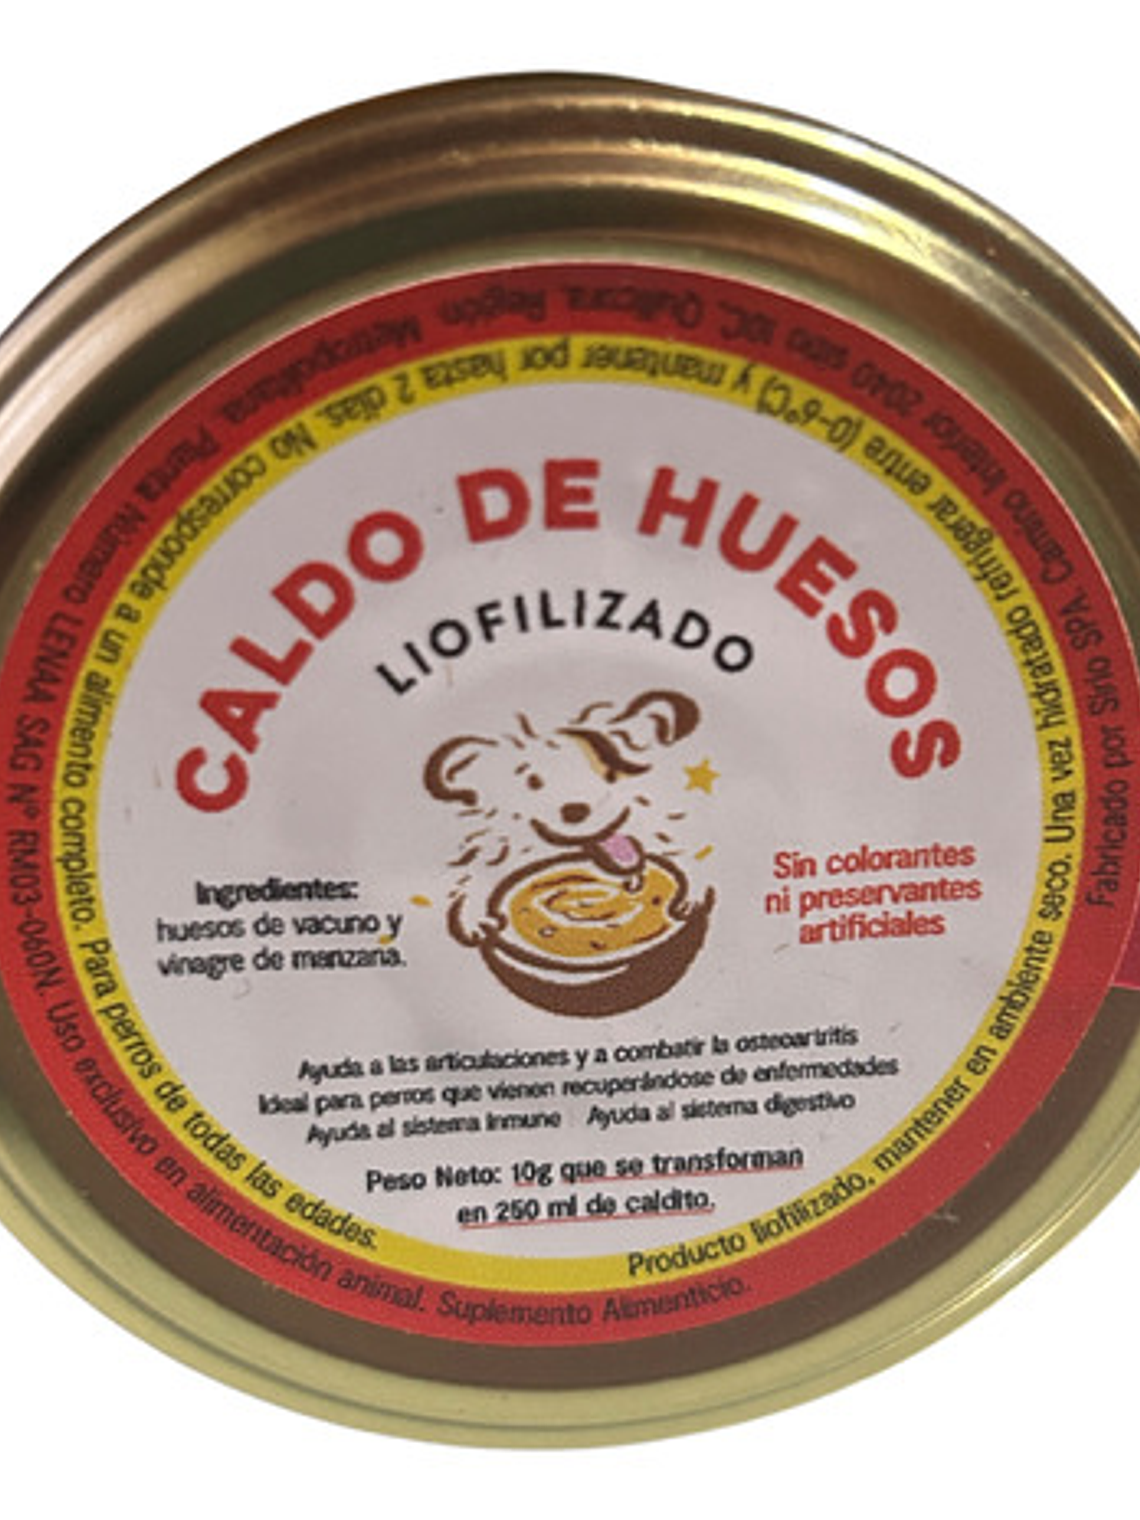 CALDO DE HUESOS
LIOFILIZADO
Ingredientes:
huesos de vacuno y
vinagre de manzana.
Sin colorantes
ni preservantes
artificiales
Ayuda a las articulaciones y a combatir la osteoartritis
Ideal para perros que vienen recuperándose de enfermedades
Ayuda al sistema inmune Ayuda al sistema digestivo
Peso Neto: 10g que se transforman
en 250 ml de caldito.
Producto liofilizado, mantener en ambiente seco. Una vez hidratado refrigerar entre (0-6°C) y mantener por hasta 2 días. No corresponde a un alimento completo. Para perros de todas las edades.
Fabricado por Sirio SPA. Camino Interior 2040 sitio 10C, Quilicura, Región Metropolitana. Planta Número LENAA SAG N° RM03-060N. Uso exclusivo en alimentación animal. Suplemento Alimenticio.